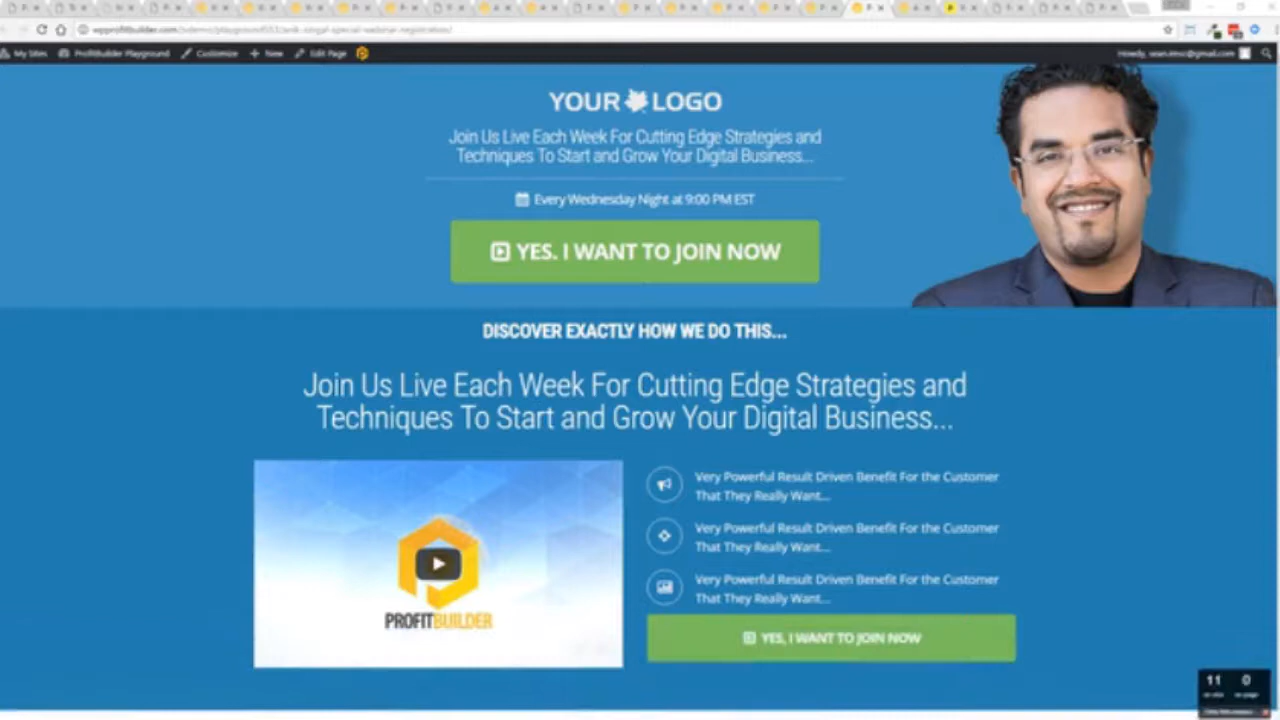 wpprofitbuilder.com
My Sites
ProfitBuilder Playground
Customize
New
Edit Page
YOUR LOGO
Join Us Live Each Week For Cutting Edge Strategies and
Techniques To Start and Grow Your Digital Business...
Every Wednesday Night at 9:00 PM EST
YES. I WANT TO JOIN NOW
DISCOVER EXACTLY HOW WE DO THIS...
Join Us Live Each Week For Cutting Edge Strategies and
Techniques To Start and Grow Your Digital Business...
PROFITBUILDER
Very Powerful Result Driven Benefit For the Customer
That They Really Want...
Very Powerful Result Driven Benefit For the Customer
That They Really Want...
Very Powerful Result Driven Benefit For the Customer
That They Really Want...
YES, I WANT TO JOIN NOW
11 0